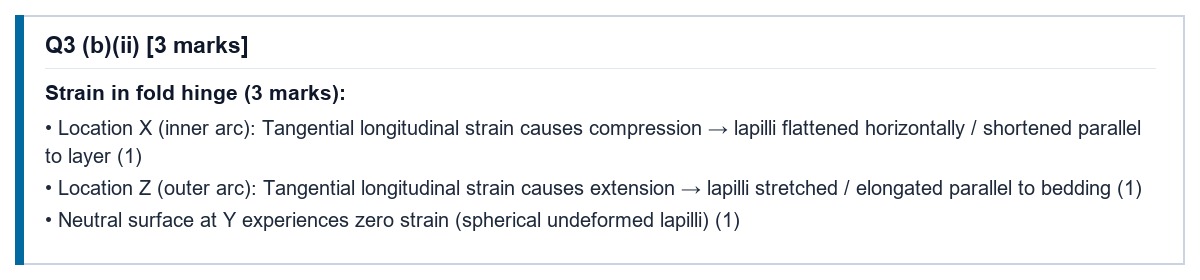 Q3 (b)(ii) [3 marks]
Strain in fold hinge (3 marks):
• Location X (inner arc): Tangential longitudinal strain causes compression → lapilli flattened horizontally / shortened parallel
to layer (1)
• Location Z (outer arc): Tangential longitudinal strain causes extension → lapilli stretched / elongated parallel to bedding (1)
• Neutral surface at Y experiences zero strain (spherical undeformed lapilli) (1)